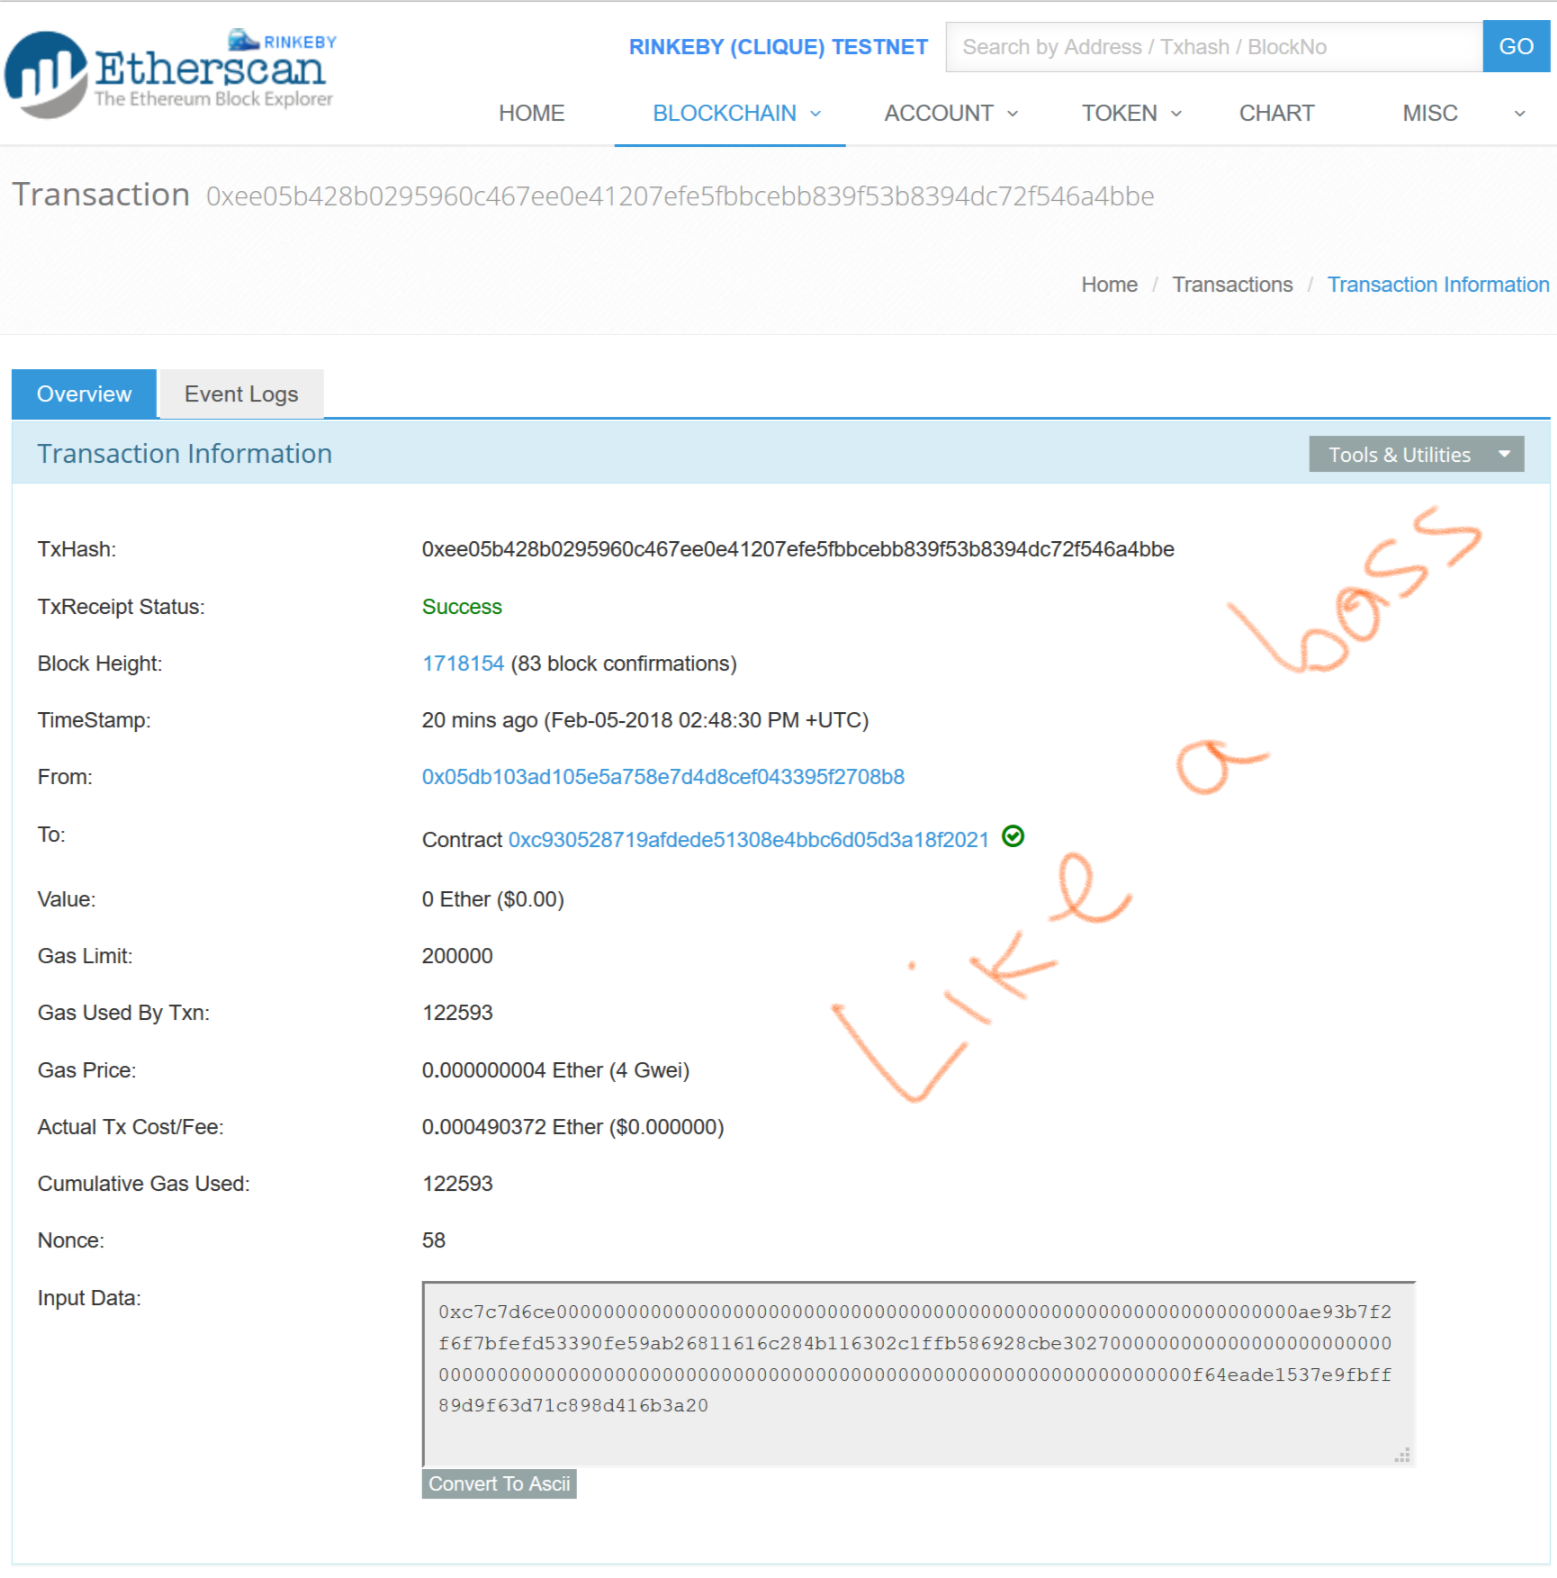 RINKEBY
Etherscan
The Ethereum Block Explorer
RINKEBY (CLIQUE) TESTNET
Search by Address / Txhash / BlockNo
GO
HOME
BLOCKCHAIN
ACCOUNT
TOKEN
CHART
MISC
Transaction 0xee05b428b0295960c467ee0e41207efe5fbbcebb839f53b8394dc72f546a4bbe
Home / Transactions / Transaction Information
Overview
Event Logs
Transaction Information
Tools & Utilities
TxHash: 0xee05b428b0295960c467ee0e41207efe5fbbcebb839f53b8394dc72f546a4bbe
TxReceipt Status: Success
Block Height: 1718154 (83 block confirmations)
TimeStamp: 20 mins ago (Feb-05-2018 02:48:30 PM +UTC)
From: 0x05db103ad105e5a758e7d4d8cef043395f2708b8
To: Contract 0xc930528719afdede51308e4bbc6d05d3a18f2021
Value: 0 Ether ($0.00)
Gas Limit: 200000
Gas Used By Txn: 122593
Gas Price: 0.000000004 Ether (4 Gwei)
Actual Tx Cost/Fee: 0.000490372 Ether ($0.000000)
Cumulative Gas Used: 122593
Nonce: 58
Input Data:
0xc7c7d6ce0000000000000000000000000000000000000000000000000000000000ae93b7f2
f6f7bfefd53390fe59ab26811616c284b116302c1ffb586928cbe3027000000000000000000000000
0000000000000000000000000000000000000000000000000000000000000000f64eade1537e9fbff
89d9f63d71c898d416b3a20
Convert To Ascii
Like a boss